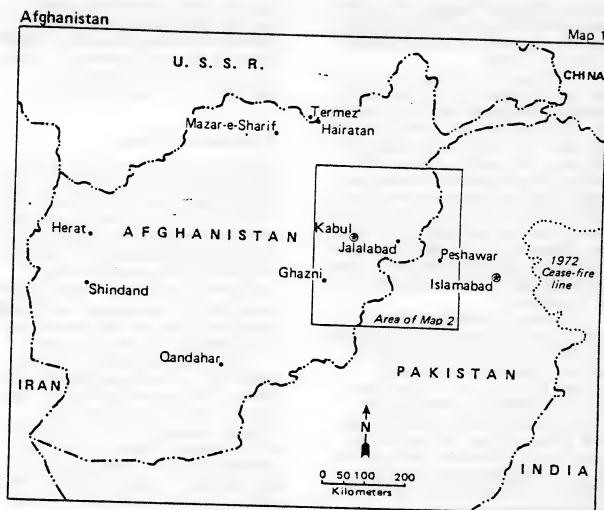 Afghanistan
Map 1
U. S. S. R.
CHINA
Termez
Hairatan
Mazar-e-Sharif
Herat
AFGHANISTAN
Kabul
Jalalabad
Peshawar
1972
Cease-fire
line
Ghazni
Islamabad
Shindand
Area of Map 2
Qandahar
IRAN
PAKISTAN
N
INDIA
0 50 100 200
Kilometers